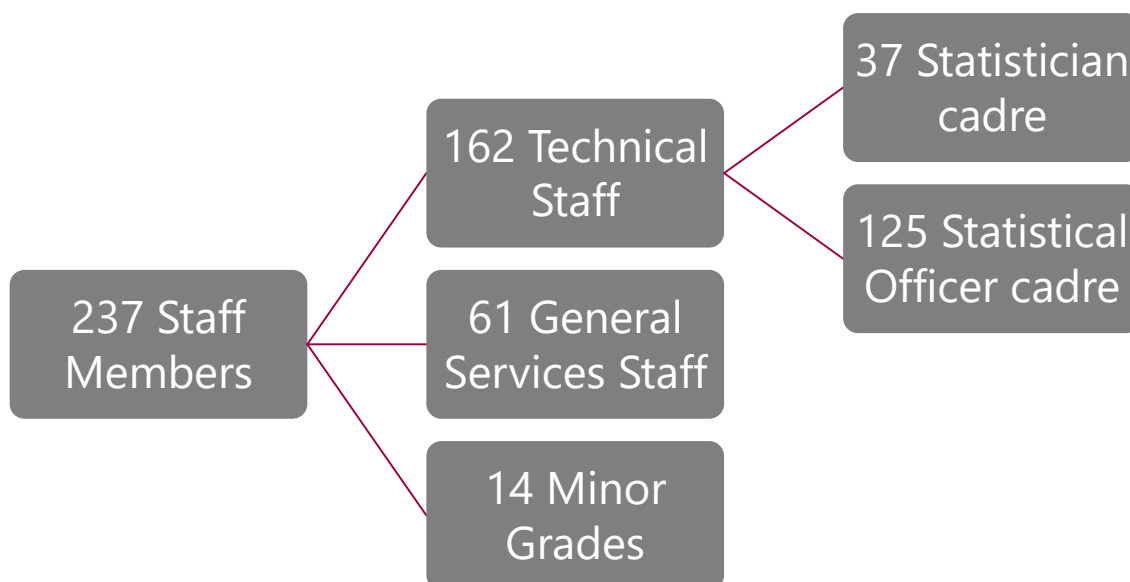 237 Staff
Members
162 Technical
Staff
61 General
Services Staff
14 Minor
Grades
37 Statistician
cadre
125 Statistical
Officer cadre